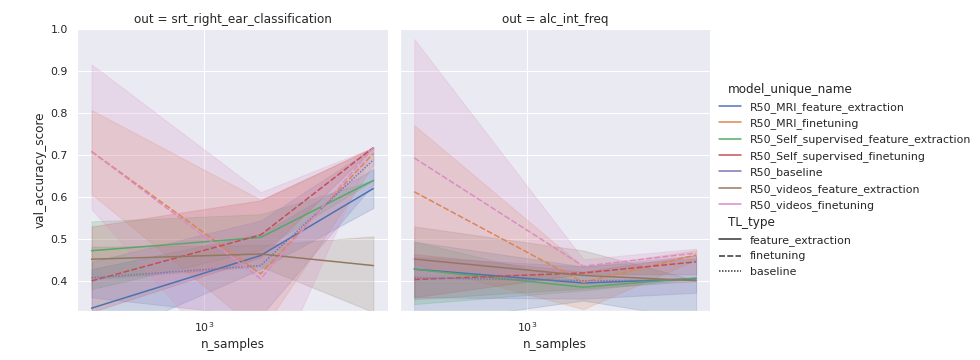 out = srt_right_ear_classification
out = alc_int_freq
1.0
0.9
0.8
0.7
0.6
0.5
0.4
val_accuracy_score
10³
10³
n_samples
n_samples
model_unique_name
R50_MRI_feature_extraction
R50_MRI_finetuning
R50_Self_supervised_feature_extraction
R50_Self_supervised_finetuning
R50_baseline
R50_videos_feature_extraction
R50_videos_finetuning
TL_type
feature_extraction
finetuning
baseline